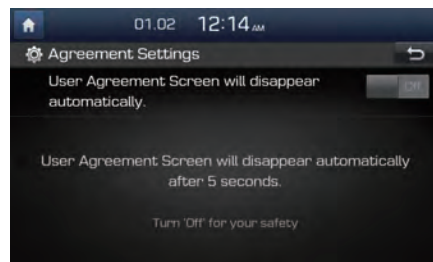 01.02 12:14 AM
Agreement Settings
User Agreement Screen will disappear
automatically.
Off
User Agreement Screen will disappear automatically
after 5 seconds.
Turn 'Off' for your safety